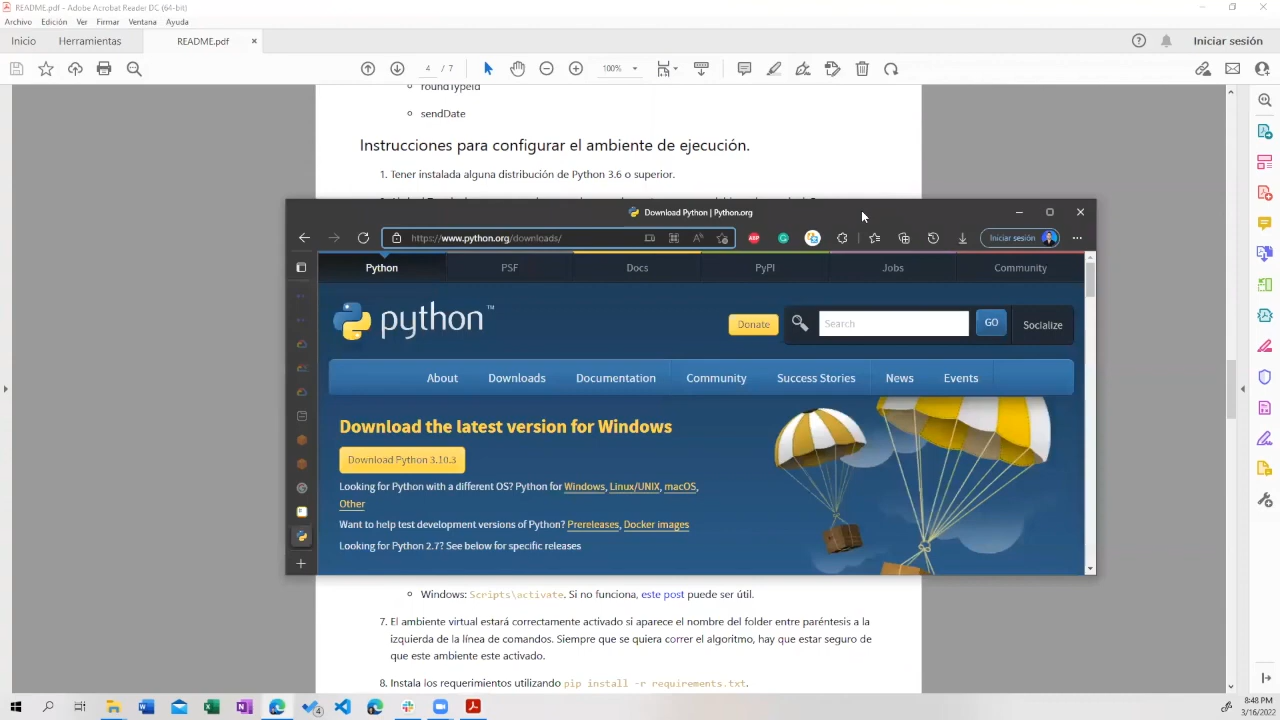 README.pdf - Adobe Acrobat Reader DC (64-bit)
Archivo Edición Ver Firmar Ventana Ayuda
Inicio Herramientas README.pdf × Iniciar sesión
4 / 7 100%
roundTypeId
sendDate
Instrucciones para configurar el ambiente de ejecución.
1. Tener instalada alguna distribución de Python 3.6 o superior.
Download Python | Python.org
https://www.python.org/downloads/ ABP Iniciar sesión
Python PSF Docs PyPI Jobs Community
python™ Donate Search GO Socialize
About Downloads Documentation Community Success Stories News Events
Download the latest version for Windows
Download Python 3.10.3
Looking for Python with a different OS? Python for Windows, Linux/UNIX, macOS,
Other
Want to help test development versions of Python? Prereleases, Docker images
Looking for Python 2.7? See below for specific releases
Windows: Scripts\activate. Si no funciona, este post puede ser útil.
7. El ambiente virtual estará correctamente activado si aparece el nombre del folder entre paréntesis a la
izquierda de la línea de comandos. Siempre que se quiera correr el algoritmo, hay que estar seguro de
que este ambiente este activado.
8. Instala los requerimientos utilizando pip install -r requirements.txt.
8:48 PM
3/16/2022